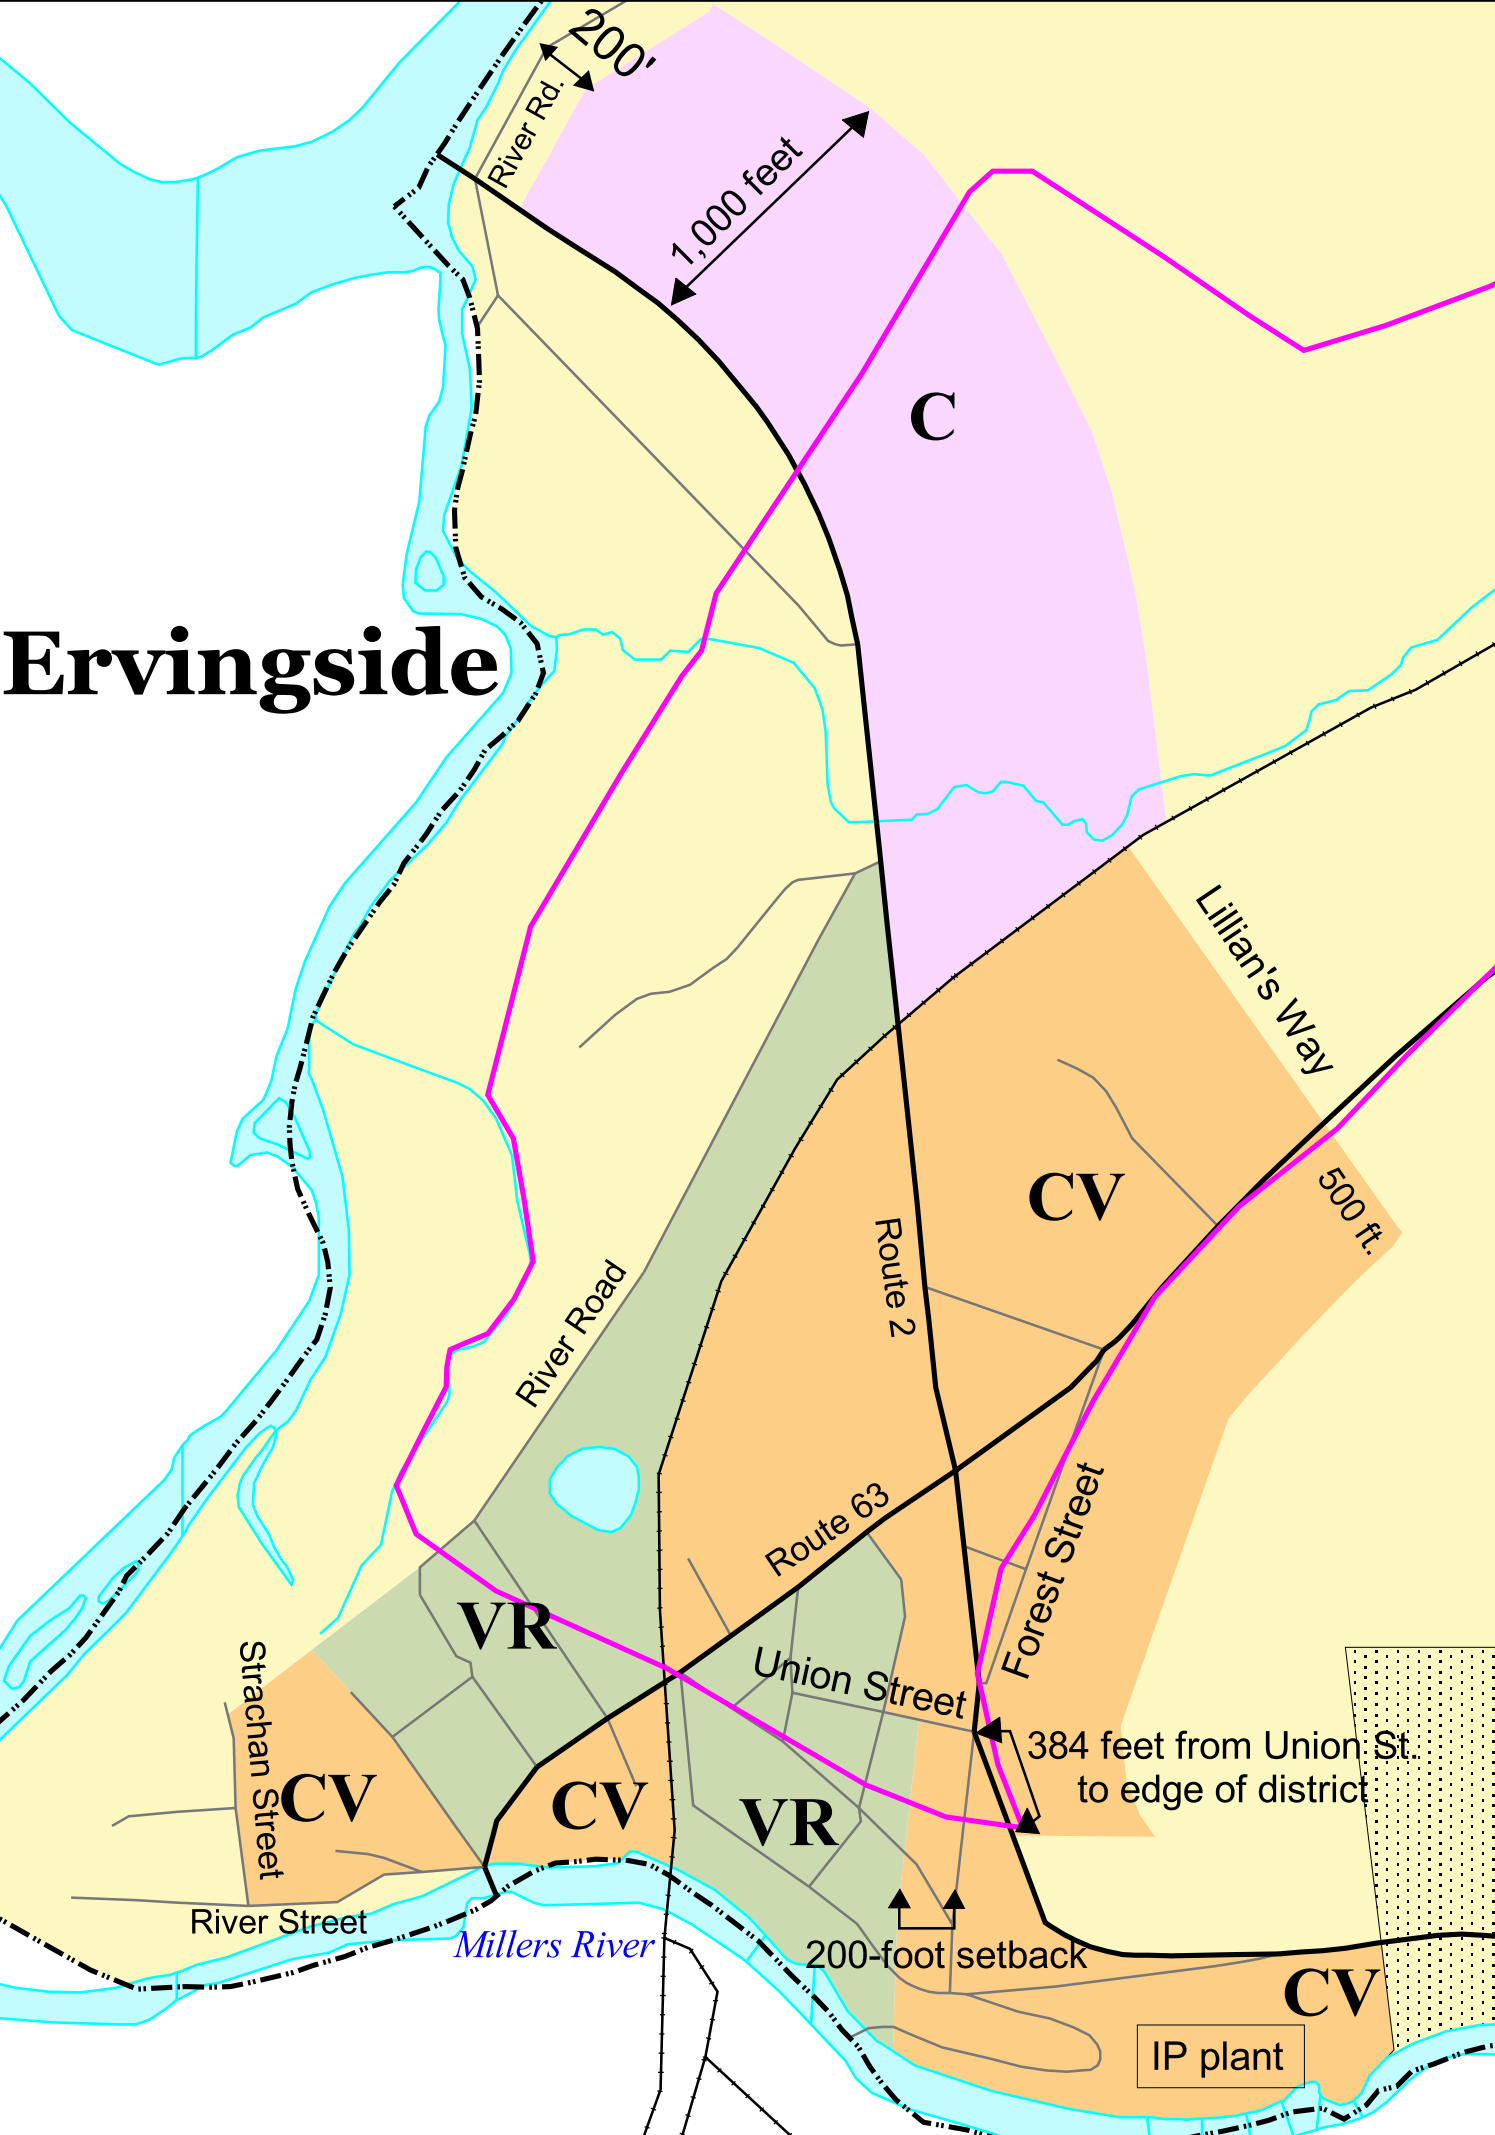 200'
River Rd.
1,000 feet
C
Ervingside
Lillian's Way
CV
500 ft.
Route 2
River Road
Route 63
Forest Street
VR
Union Street
Strachan Street
384 feet from Union St.
to edge of district
CV
CV
VR
River Street
Millers River
200-foot setback
CV
IP plant